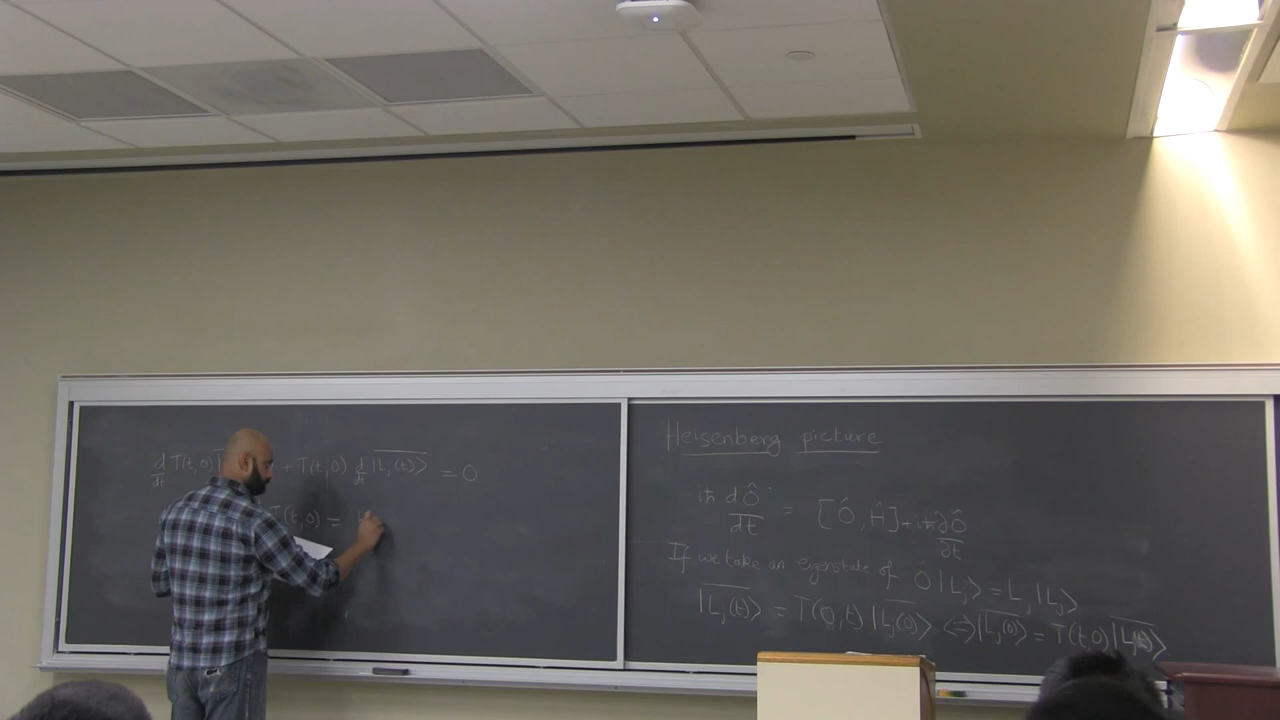 d/dt T(t,0) + T(t,0) d/dt |L_j(t)⟩ = 0
T(t,0) =
Heisenberg picture
iħ dÔ/dt = [Ô, Ĥ] + iħ ∂Ô/∂t
If we take an eigenstate of Ô |L_j⟩ = L_j |L_j⟩
|L_j(t)⟩ = T(0,t) |L_j(0)⟩ ⟺ |L_j(0)⟩ = T(t,0) |L_j(t)⟩